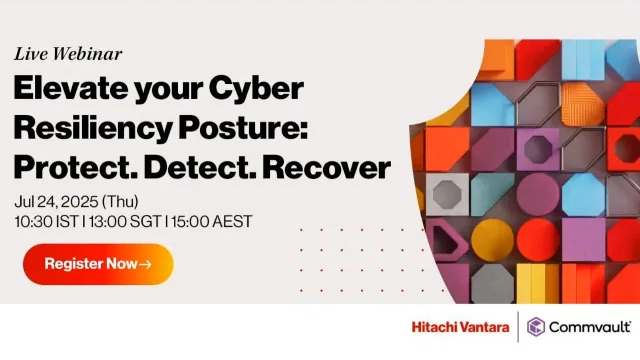 Live Webinar
Elevate your Cyber
Resiliency Posture:
Protect. Detect. Recover
Jul 24, 2025 (Thu)
10:30 IST I 13:00 SGT I 15:00 AEST
Register Now→
Hitachi Vantara | Commvault®